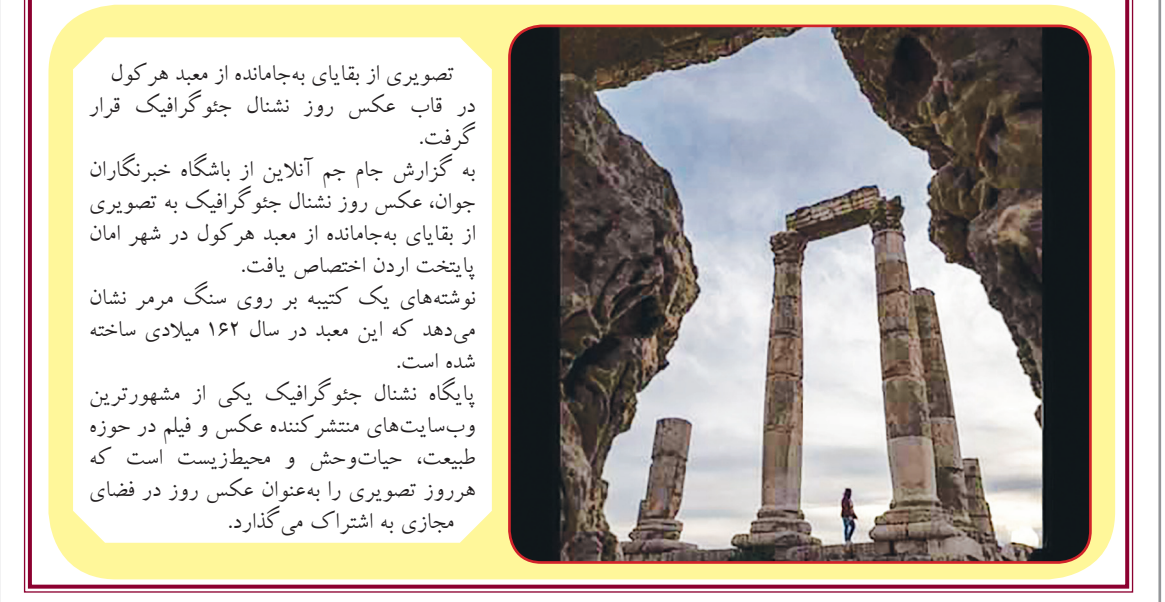 تصویری از بقایای به‌جامانده از معبد هرکول
در قاب عکس روز نشنال جئوگرافیک قرار
گرفت.
به گزارش جام جم آنلاین از باشگاه خبرنگاران
جوان، عکس روز نشنال جئوگرافیک به تصویری
از بقایای به‌جامانده از معبد هرکول در شهر امان
پایتخت اردن اختصاص یافت.
نوشته‌های یک کتیبه بر روی سنگ مرمر نشان
می‌دهد که این معبد در سال ۱۶۲ میلادی ساخته
شده است.
پایگاه نشنال جئوگرافیک یکی از مشهورترین
وب‌سایت‌های منتشرکننده عکس و فیلم در حوزه
طبیعت، حیات‌وحش و محیط‌زیست است که
هرروز تصویری را به‌عنوان عکس روز در فضای
مجازی به اشتراک می‌گذارد.